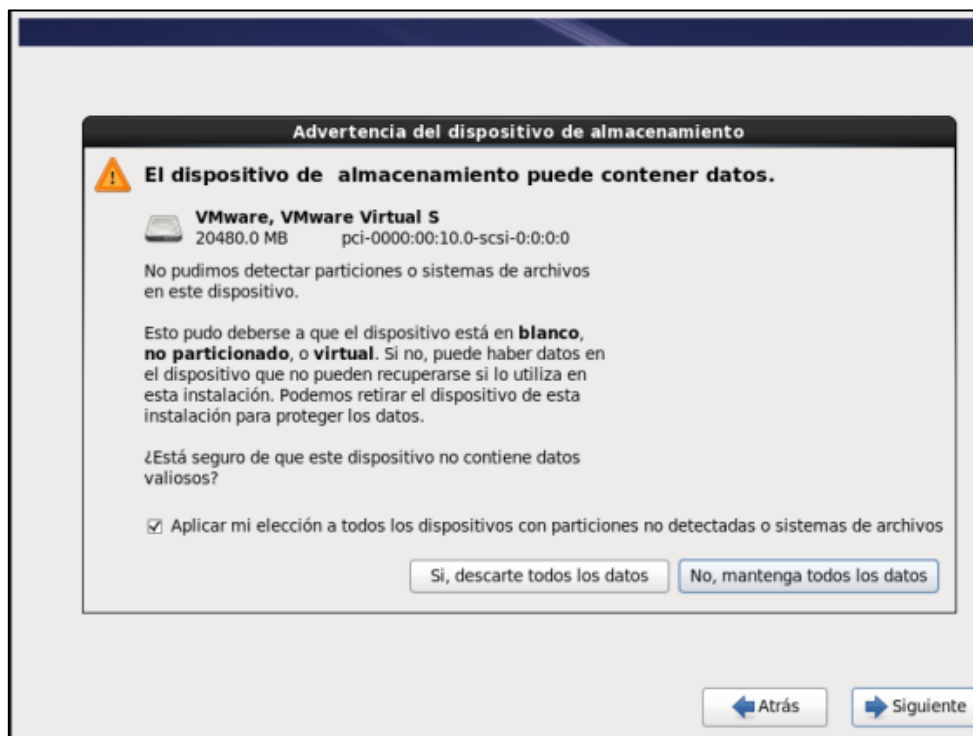 Advertencia del dispositivo de almacenamiento
El dispositivo de  almacenamiento puede contener datos.
VMware, VMware Virtual S
20480.0 MB pci-0000:00:10.0-scsi-0:0:0:0
No pudimos detectar particiones o sistemas de archivos
en este dispositivo.
Esto pudo deberse a que el dispositivo está en blanco,
no particionado, o virtual. Si no, puede haber datos en
el dispositivo que no pueden recuperarse si lo utiliza en
esta instalación. Podemos retirar el dispositivo de esta
instalación para proteger los datos.
¿Está seguro de que este dispositivo no contiene datos
valiosos?
Aplicar mi elección a todos los dispositivos con particiones no detectadas o sistemas de archivos
Si, descarte todos los datos
No, mantenga todos los datos
Atrás
Siguiente